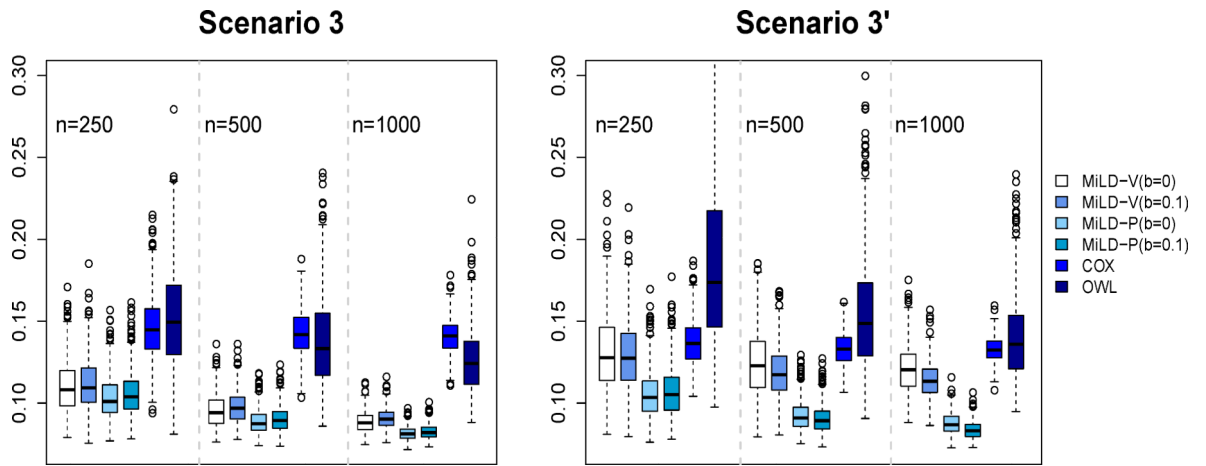 Scenario 3
0.30
0.25
0.20
0.15
0.10
n=250
n=500
n=1000
Scenario 3'
0.30
0.25
0.20
0.15
0.10
n=250
n=500
n=1000
MiLD−V(b=0)
MiLD−V(b=0.1)
MiLD−P(b=0)
MiLD−P(b=0.1)
COX
OWL